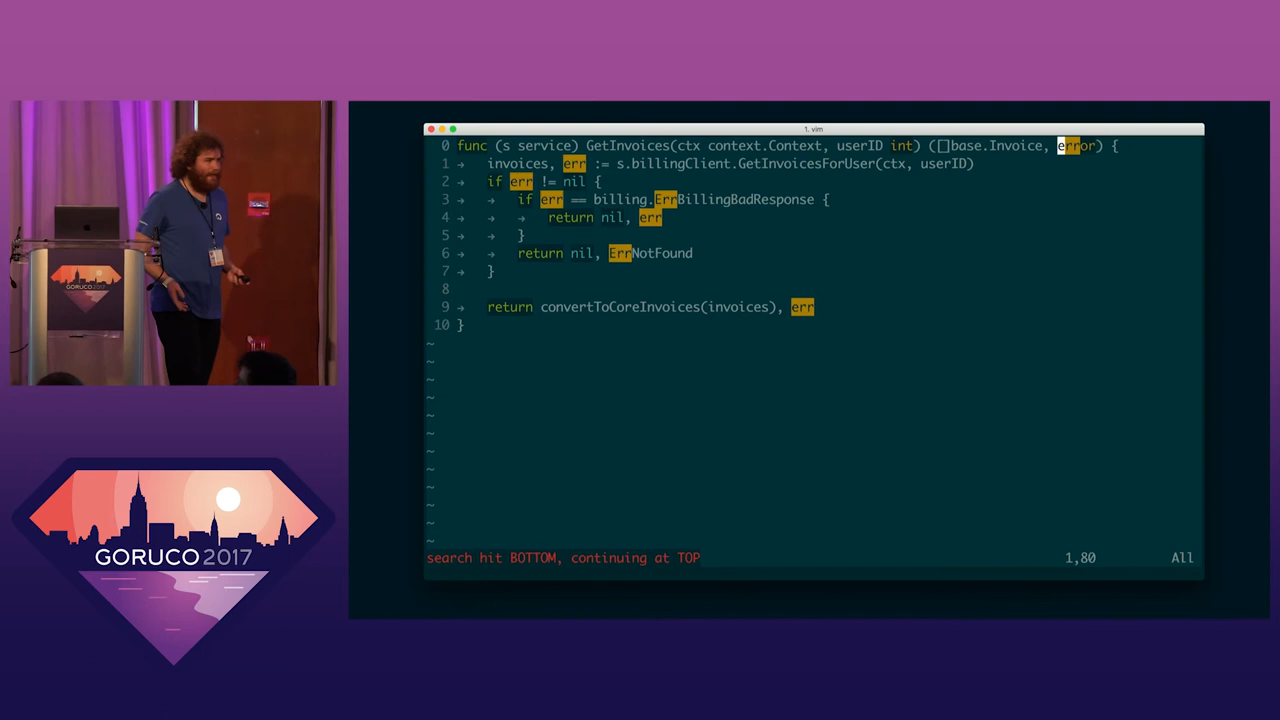 1. vim
0 func (s service) GetInvoices(ctx context.Context, userID int) ([]base.Invoice, error) {
1 → invoices, err := s.billingClient.GetInvoicesForUser(ctx, userID)
2 → if err != nil {
3 → → if err == billing.ErrBillingBadResponse {
4 → → → return nil, err
5 → → }
6 → → return nil, ErrNotFound
7 → }
8
9 → return convertToCoreInvoices(invoices), err
10 }
~
~
~
~
~
~
~
~
~
~
~
~
search hit BOTTOM, continuing at TOP 1,80 All
GORUCO 2017
GORUCO 2017